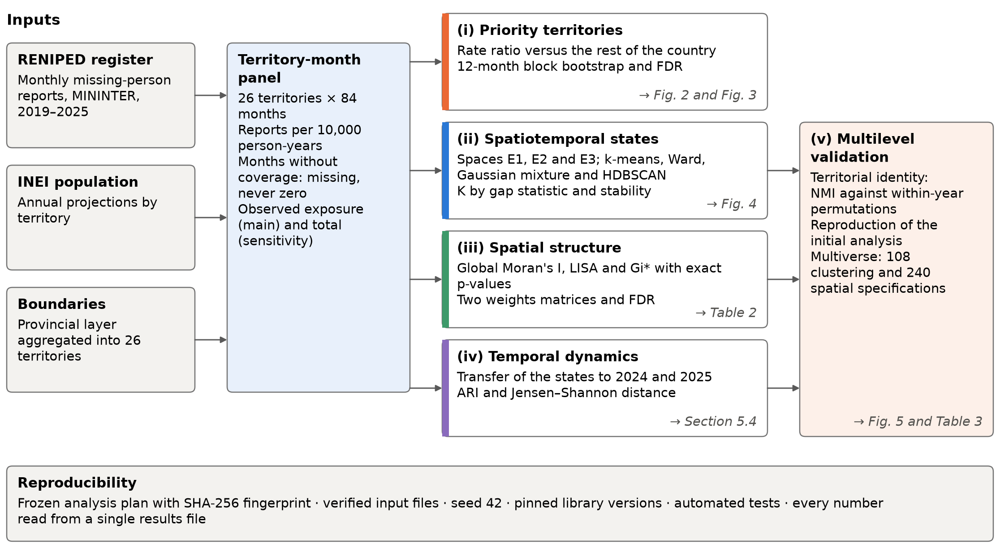 Inputs
RENIPED register
Monthly missing-person
reports, MININTER,
2019–2025
INEI population
Annual projections by
territory
Boundaries
Provincial layer
aggregated into 26
territories
Territory-month
panel
26 territories × 84
months
Reports per 10,000
person-years
Months without
coverage: missing,
never zero
Observed exposure
(main) and total
(sensitivity)
(i) Priority territories
Rate ratio versus the rest of the country
12-month block bootstrap and FDR
→ Fig. 2 and Fig. 3
(ii) Spatiotemporal states
Spaces E1, E2 and E3; k-means, Ward,
Gaussian mixture and HDBSCAN
K by gap statistic and stability
→ Fig. 4
(iii) Spatial structure
Global Moran's I, LISA and Gi* with exact
p-values
Two weights matrices and FDR
→ Table 2
(iv) Temporal dynamics
Transfer of the states to 2024 and 2025
ARI and Jensen–Shannon distance
→ Section 5.4
(v) Multilevel
validation
Territorial identity:
NMI against within-year
permutations
Reproduction of the
initial analysis
Multiverse: 108
clustering and 240
spatial specifications
→ Fig. 5 and Table 3
Reproducibility
Frozen analysis plan with SHA-256 fingerprint · verified input files · seed 42 · pinned library versions · automated tests · every number
read from a single results file